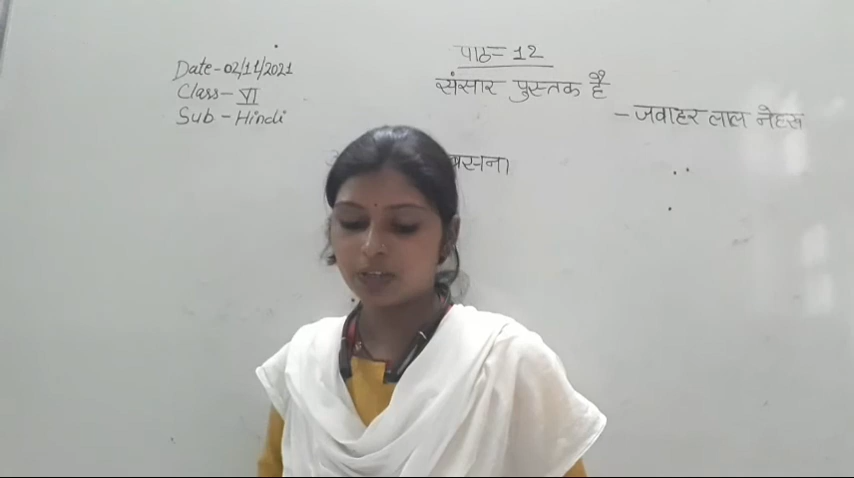 Date-02/11/2021
Class-VI
Sub-Hindi
पाठ-12
संसार पुस्तक है
-जवाहर लाल नेहरू